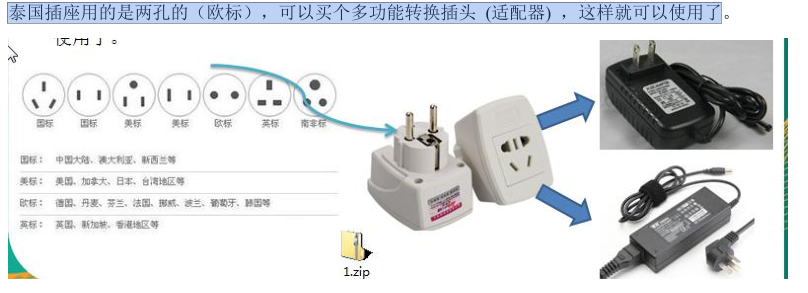 泰国插座用的是两孔的（欧标），可以买个多功能转换插头 (适配器) ，这样就可以使用了。
使用了。
国标 国标 美标 美标 欧标 英标 南非标
国标： 中国大陆、澳大利亚、新西兰等
美标： 美国、加拿大、日本、台湾地区等
欧标： 德国、丹麦、芬兰、法国、挪威、波兰、葡萄牙、韩国等
英标： 英国、新加坡、香港地区等
1.zip